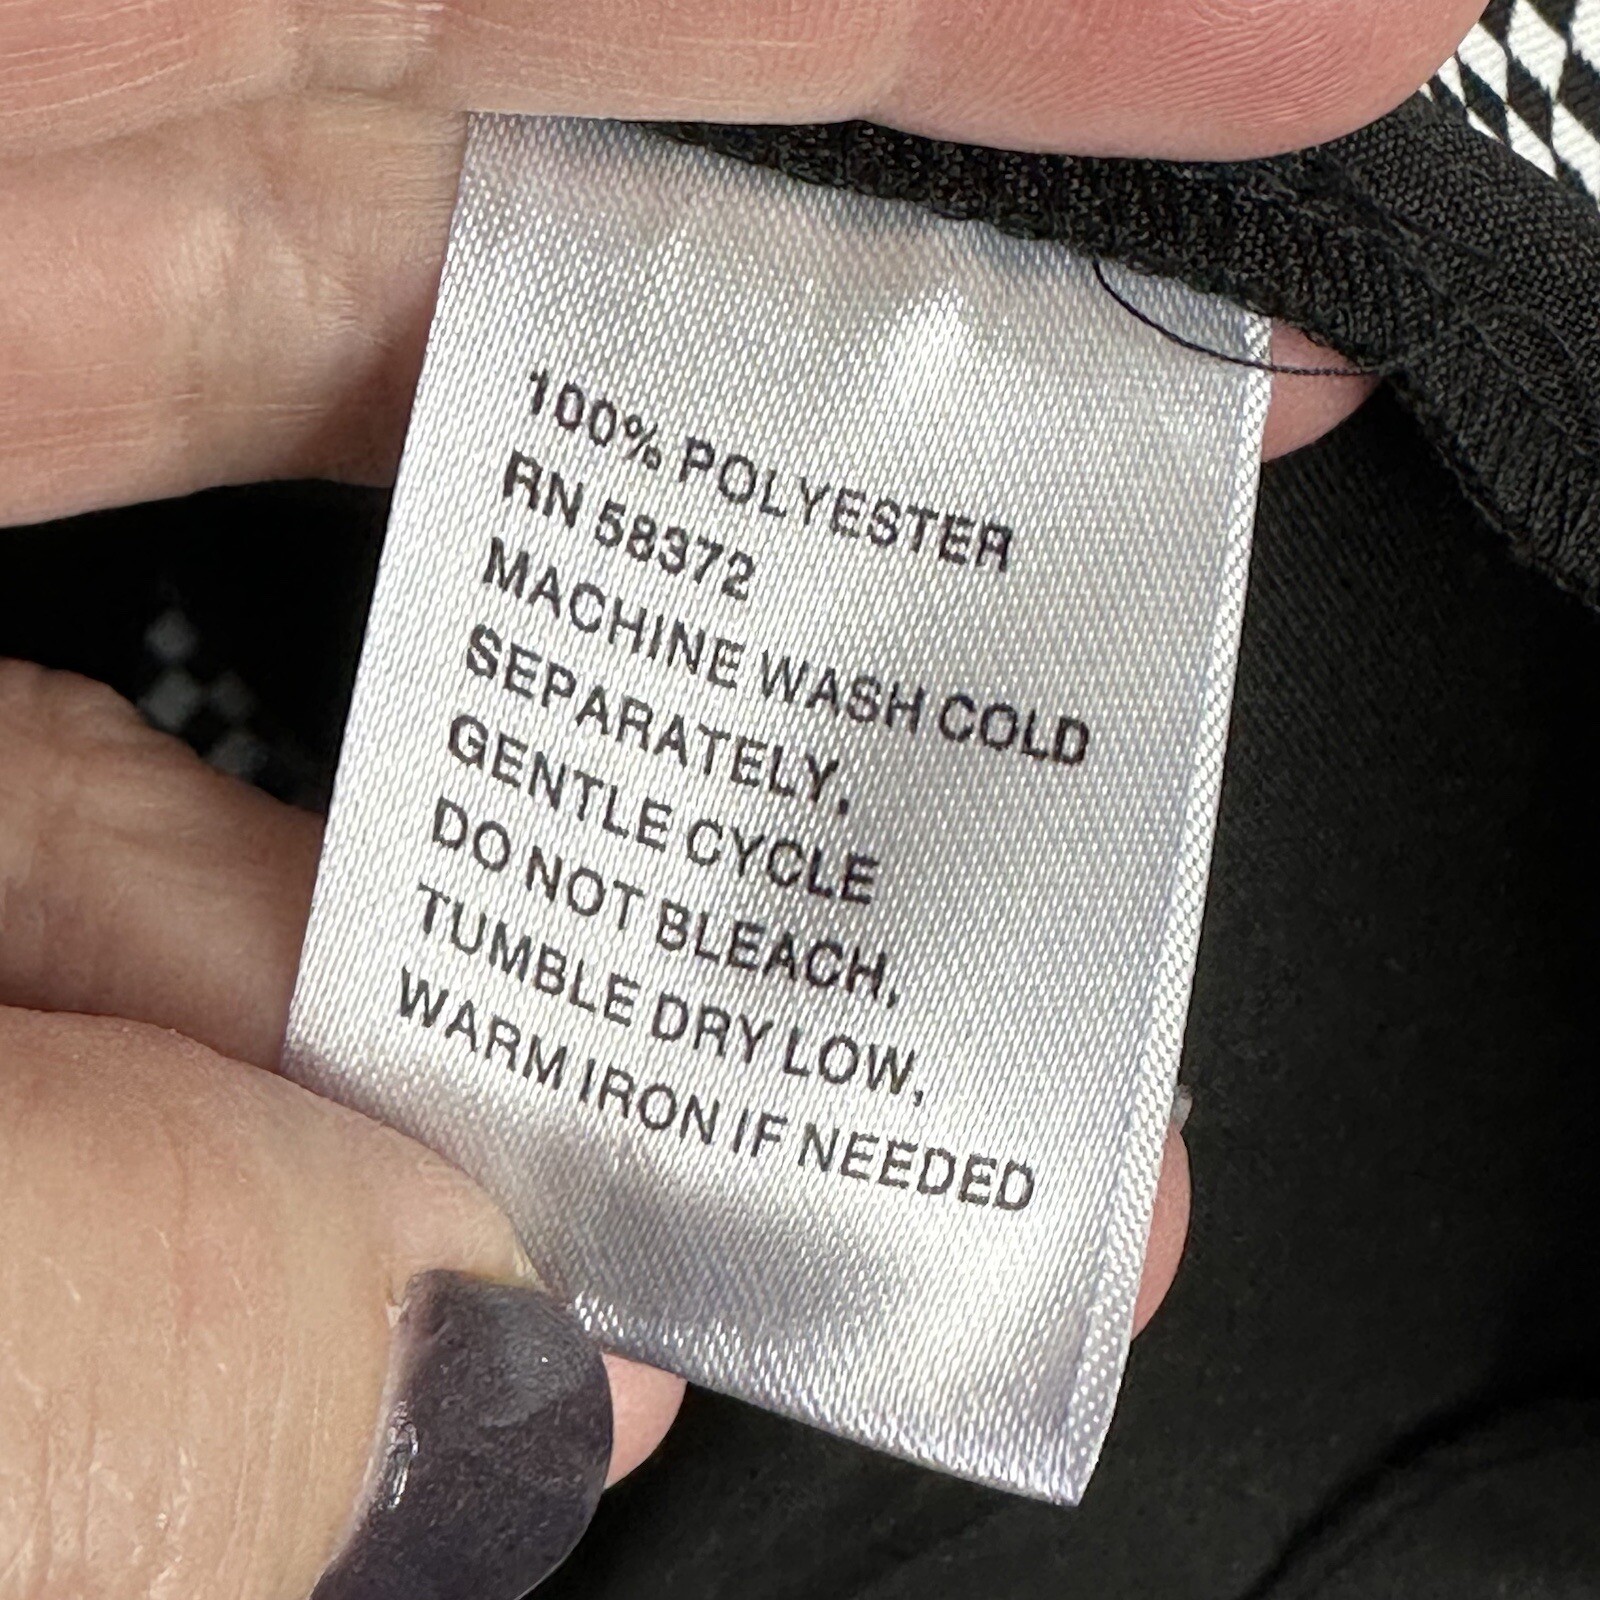 100% POLYESTER
RN 58372
MACHINE WASH COLD
SEPARATELY,
GENTLE CYCLE
DO NOT BLEACH,
TUMBLE DRY LOW,
WARM IRON IF NEEDED